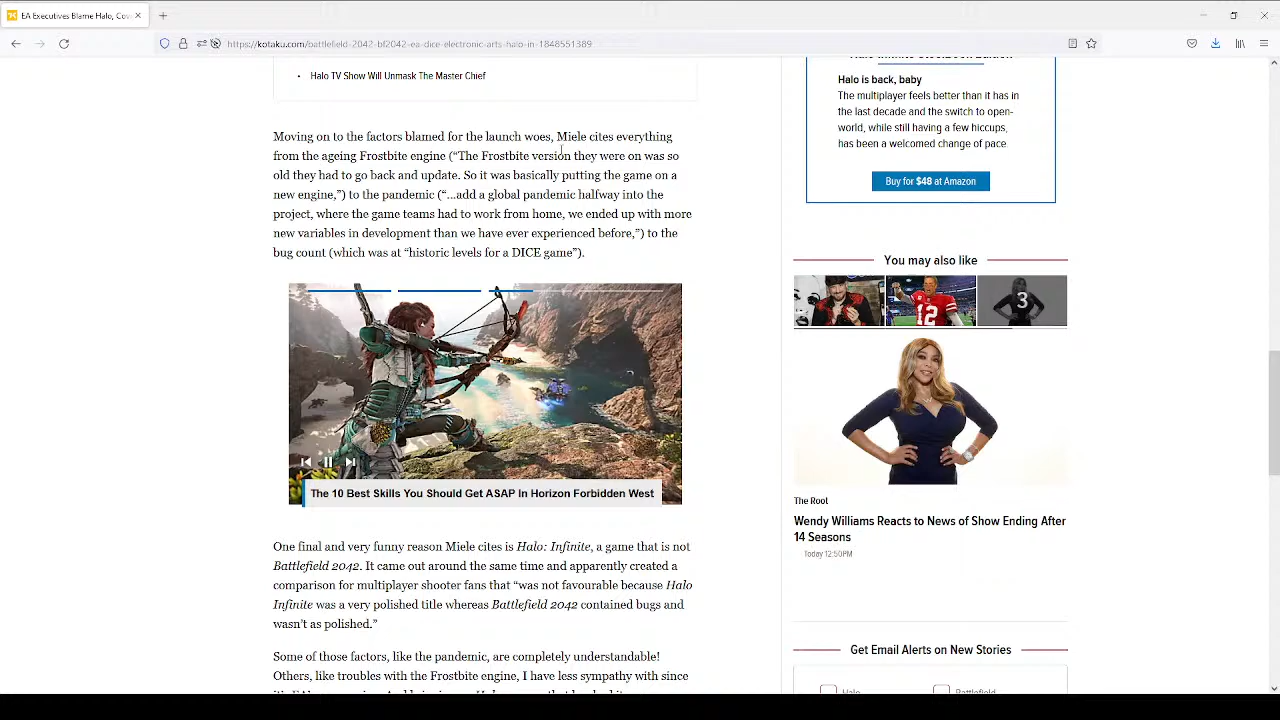 EA Executives Blame Halo, Cov
https://kotaku.com/battlefield-2042-bf2042-ea-dice-electronic-arts-halo-in-1848551389
• Halo TV Show Will Unmask The Master Chief
Moving on to the factors blamed for the launch woes, Miele cites everything
from the ageing Frostbite engine (“The Frostbite version they were on was so
old they had to go back and update. So it was basically putting the game on a
new engine,”) to the pandemic (“...add a global pandemic halfway into the
project, where the game teams had to work from home, we ended up with more
new variables in development than we have ever experienced before,”) to the
bug count (which was at “historic levels for a DICE game”).
The 10 Best Skills You Should Get ASAP In Horizon Forbidden West
One final and very funny reason Miele cites is Halo: Infinite, a game that is not
Battlefield 2042. It came out around the same time and apparently created a
comparison for multiplayer shooter fans that “was not favourable because Halo
Infinite was a very polished title whereas Battlefield 2042 contained bugs and
wasn’t as polished.”
Some of those factors, like the pandemic, are completely understandable!
Others, like troubles with the Frostbite engine, I have less sympathy with since
Halo is back, baby
The multiplayer feels better than it has in
the last decade and the switch to open-
world, while still having a few hiccups,
has been a welcomed change of pace.
Buy for $48 at Amazon
You may also like
12
3
The Root
Wendy Williams Reacts to News of Show Ending After
14 Seasons
Today 12:50PM
Get Email Alerts on New Stories
Halo
Battlefield